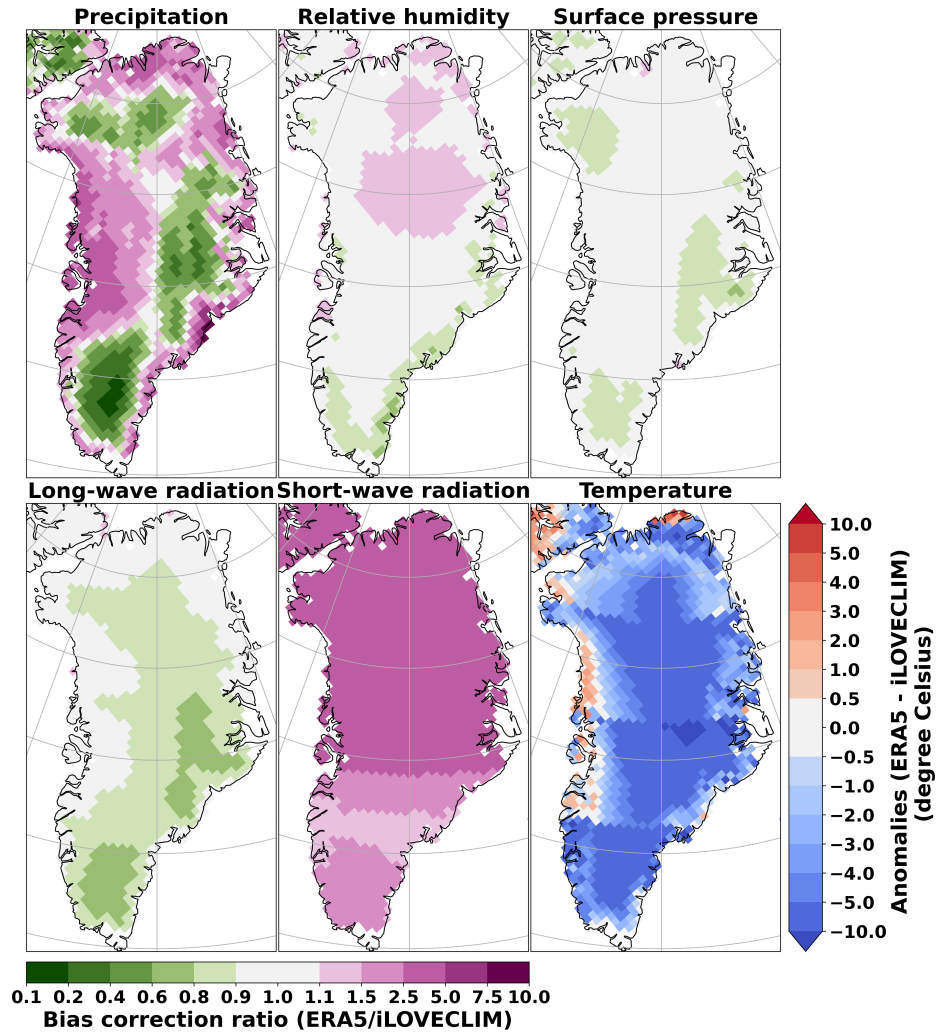 Precipitation
Relative humidity
Surface pressure
Long-wave radiation
Short-wave radiation
Temperature
10.0
5.0
4.0
3.0
2.0
1.0
0.5
0.0
−0.5
−1.0
−2.0
−3.0
−4.0
−5.0
−10.0
Anomalies (ERA5 - iLOVECLIM)
(degree Celsius)
0.1 0.2 0.4 0.6 0.8 0.9 1.0 1.1 1.5 2.5 5.0 7.5 10.0
Bias correction ratio (ERA5/iLOVECLIM)